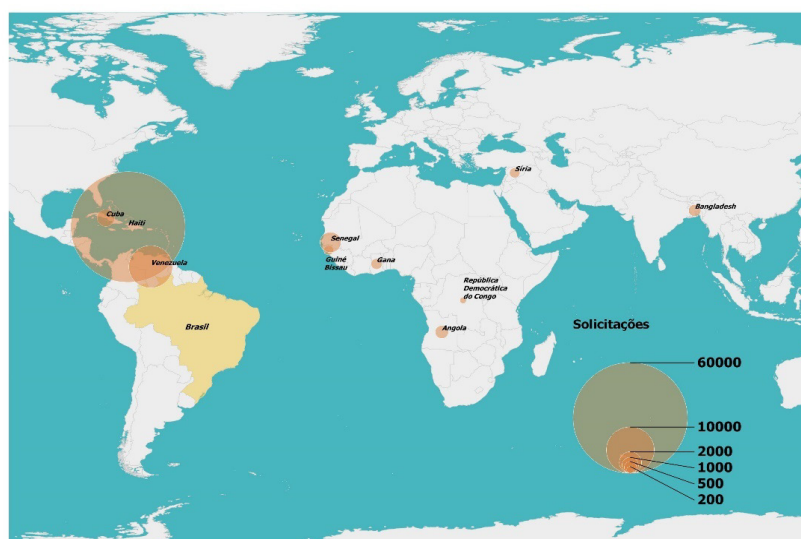 Cuba
Haiti
Venezuela
Brasil
Senegal
Guiné
Bissau
Gana
República
Democrática
do Congo
Angola
Síria
Bangladesh
Solicitações
60000
10000
2000
1000
500
200